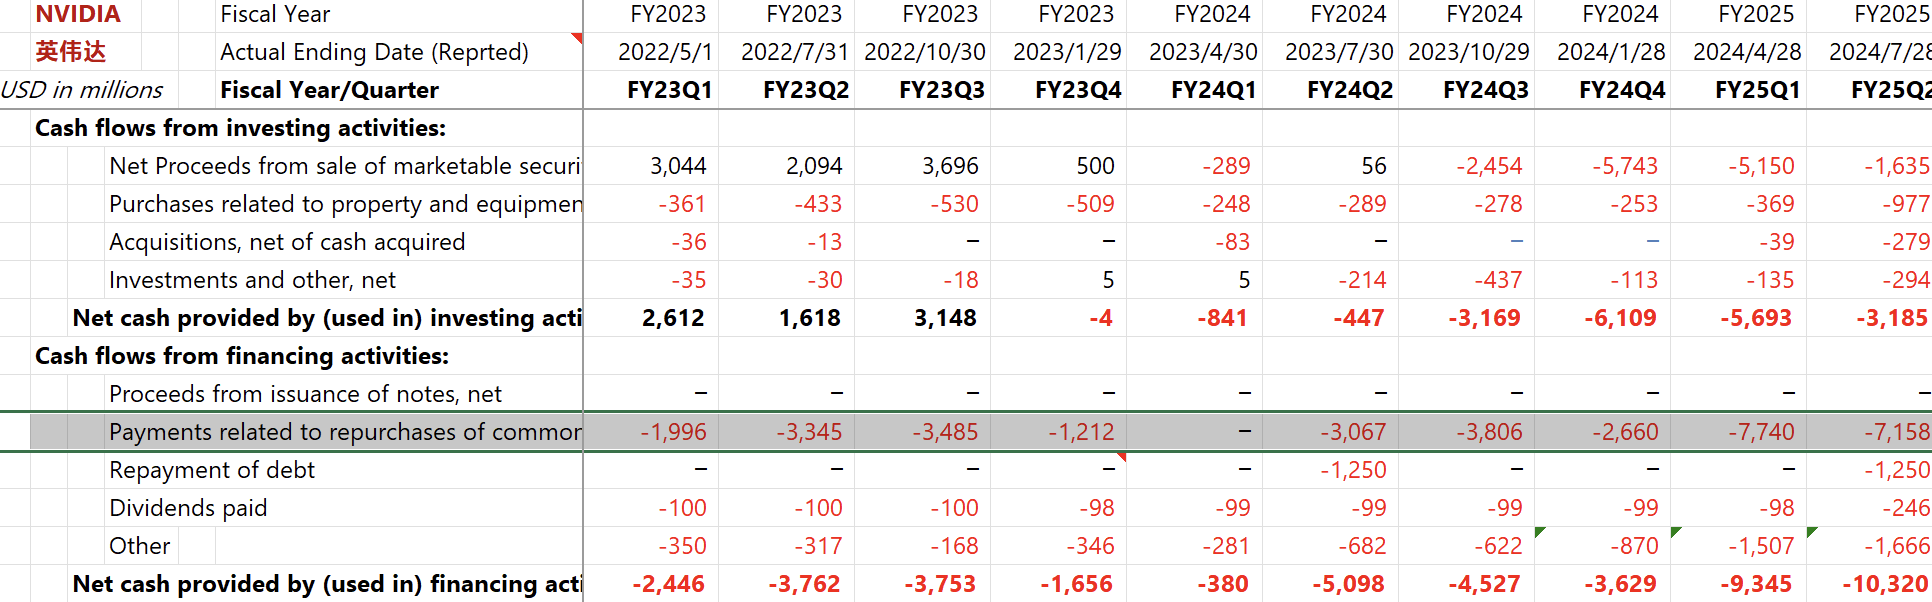 NVIDIA Fiscal Year FY2023 FY2023 FY2023 FY2023 FY2024 FY2024 FY2024 FY2024 FY2025 FY2025
英伟达 Actual Ending Date (Reprted) 2022/5/1 2022/7/31 2022/10/30 2023/1/29 2023/4/30 2023/7/30 2023/10/29 2024/1/28 2024/4/28 2024/7/28
USD in millions Fiscal Year/Quarter FY23Q1 FY23Q2 FY23Q3 FY23Q4 FY24Q1 FY24Q2 FY24Q3 FY24Q4 FY25Q1 FY25Q2
Cash flows from investing activities:
Net Proceeds from sale of marketable securi 3,044 2,094 3,696 500 -289 56 -2,454 -5,743 -5,150 -1,635
Purchases related to property and equipmen -361 -433 -530 -509 -248 -289 -278 -253 -369 -977
Acquisitions, net of cash acquired -36 -13 – – -83 – – – -39 -279
Investments and other, net -35 -30 -18 5 5 -214 -437 -113 -135 -294
Net cash provided by (used in) investing acti 2,612 1,618 3,148 -4 -841 -447 -3,169 -6,109 -5,693 -3,185
Cash flows from financing activities:
Proceeds from issuance of notes, net – – – – – – – – – –
Payments related to repurchases of common -1,996 -3,345 -3,485 -1,212 – -3,067 -3,806 -2,660 -7,740 -7,158
Repayment of debt – – – – – -1,250 – – – -1,250
Dividends paid -100 -100 -100 -98 -99 -99 -99 -99 -98 -246
Other -350 -317 -168 -346 -281 -682 -622 -870 -1,507 -1,666
Net cash provided by (used in) financing acti -2,446 -3,762 -3,753 -1,656 -380 -5,098 -4,527 -3,629 -9,345 -10,320